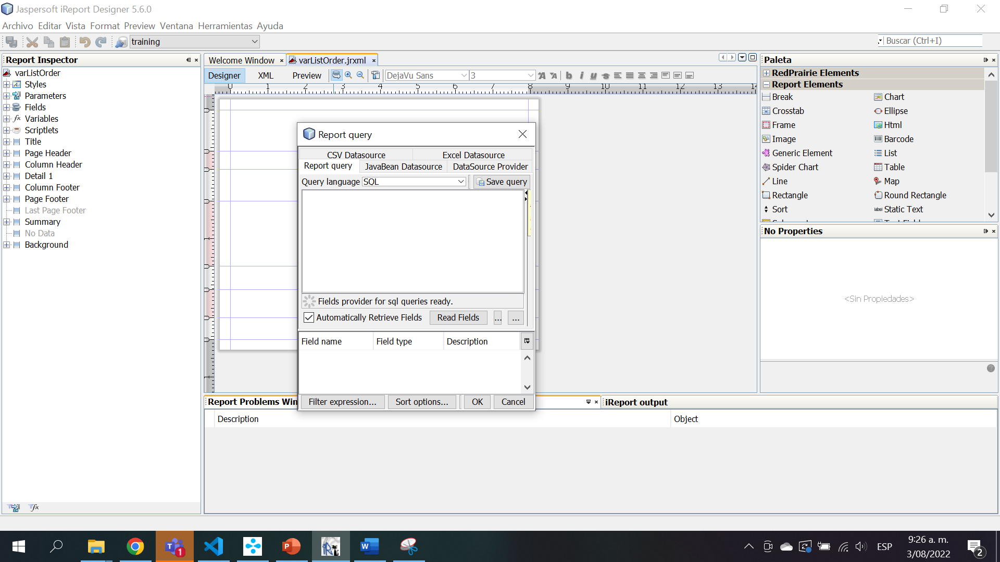 Jaspersoft iReport Designer 5.6.0
Archivo Editar Vista Format Preview Ventana Herramientas Ayuda
training
Buscar (Ctrl+I)
Report Inspector
varListOrder
Styles
Parameters
Fields
Variables
Scriptlets
Title
Page Header
Column Header
Detail 1
Column Footer
Page Footer
Last Page Footer
Summary
No Data
Background
Welcome Window
varListOrder.jrxml
Designer XML Preview
DejaVu Sans 3
0 1 2 3 4 5 6 7 8 9 10 11 12 13
Report query
CSV Datasource Excel Datasource
Report query JavaBean Datasource DataSource Provider
Query language SQL Save query
Fields provider for sql queries ready.
Automatically Retrieve Fields Read Fields ... ...
Field name Field type Description
Filter expression... Sort options... OK Cancel
Report Problems Win
Description Object
iReport output
Paleta
RedPrairie Elements
Report Elements
Break Chart
Crosstab Ellipse
Frame Html
Image Barcode
Generic Element List
Spider Chart Table
Line Map
Rectangle Round Rectangle
Sort label Static Text
No Properties
<Sin Propiedades>
ESP
9:26 a. m.
3/08/2022
1
2